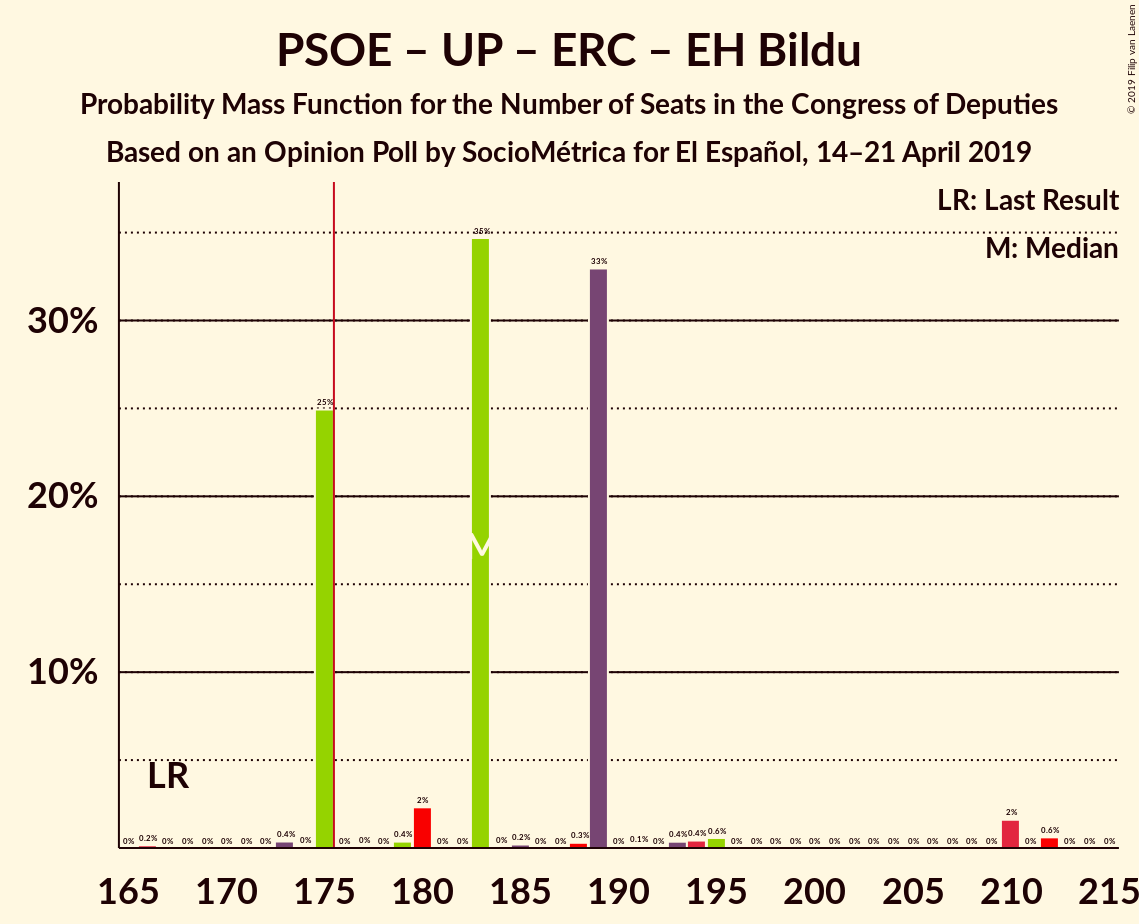 PSOE – UP – ERC – EH Bildu
Probability Mass Function for the Number of Seats in the Congress of Deputies
Based on an Opinion Poll by SocioMétrica for El Español, 14–21 April 2019
© 2019 Filip van Laenen
LR: Last Result
M: Median
30%
20%
10%
LR
M
0% 0.2% 0% 0% 0% 0% 0% 0% 0.4% 0% 25% 0% 0% 0% 0.4% 2% 0% 0% 35% 0% 0.2% 0% 0% 0.3% 33% 0% 0.1% 0% 0.4% 0.4% 0.6% 0% 0% 0% 0% 0% 0% 0% 0% 0% 0% 0% 0% 0% 0% 2% 0% 0.6% 0% 0% 0%
165 170 175 180 185 190 195 200 205 210 215